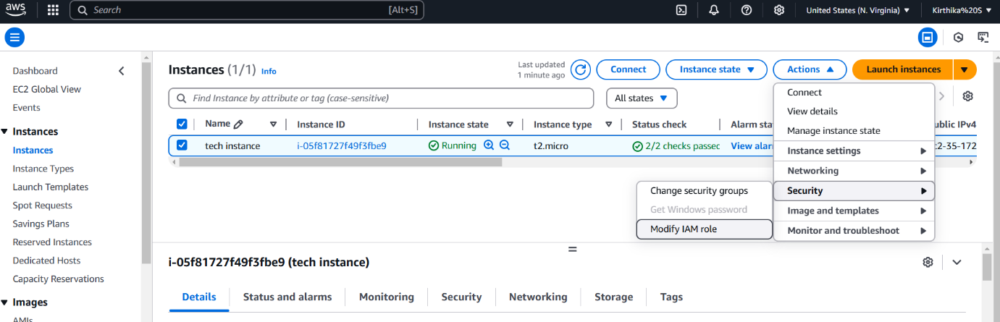 aws
Search [Alt+S]
United States (N. Virginia)
Kirthika%20S
Dashboard
EC2 Global View
Events
Instances
Instances
Instance Types
Launch Templates
Spot Requests
Savings Plans
Reserved Instances
Dedicated Hosts
Capacity Reservations
Images
AMIs
Instances (1/1) Info
Last updated
1 minute ago
Connect
Instance state
Actions
Launch instances
Find Instance by attribute or tag (case-sensitive)
All states
Name Instance ID Instance state Instance type Status check Alarm sta ublic IPv4
tech instance i-05f81727f49f3fbe9 Running t2.micro 2/2 checks passec View alar :2-35-172
Connect
View details
Manage instance state
Instance settings
Networking
Security
Image and templates
Monitor and troubleshoot
Change security groups
Get Windows password
Modify IAM role
i-05f81727f49f3fbe9 (tech instance)
Details Status and alarms Monitoring Security Networking Storage Tags